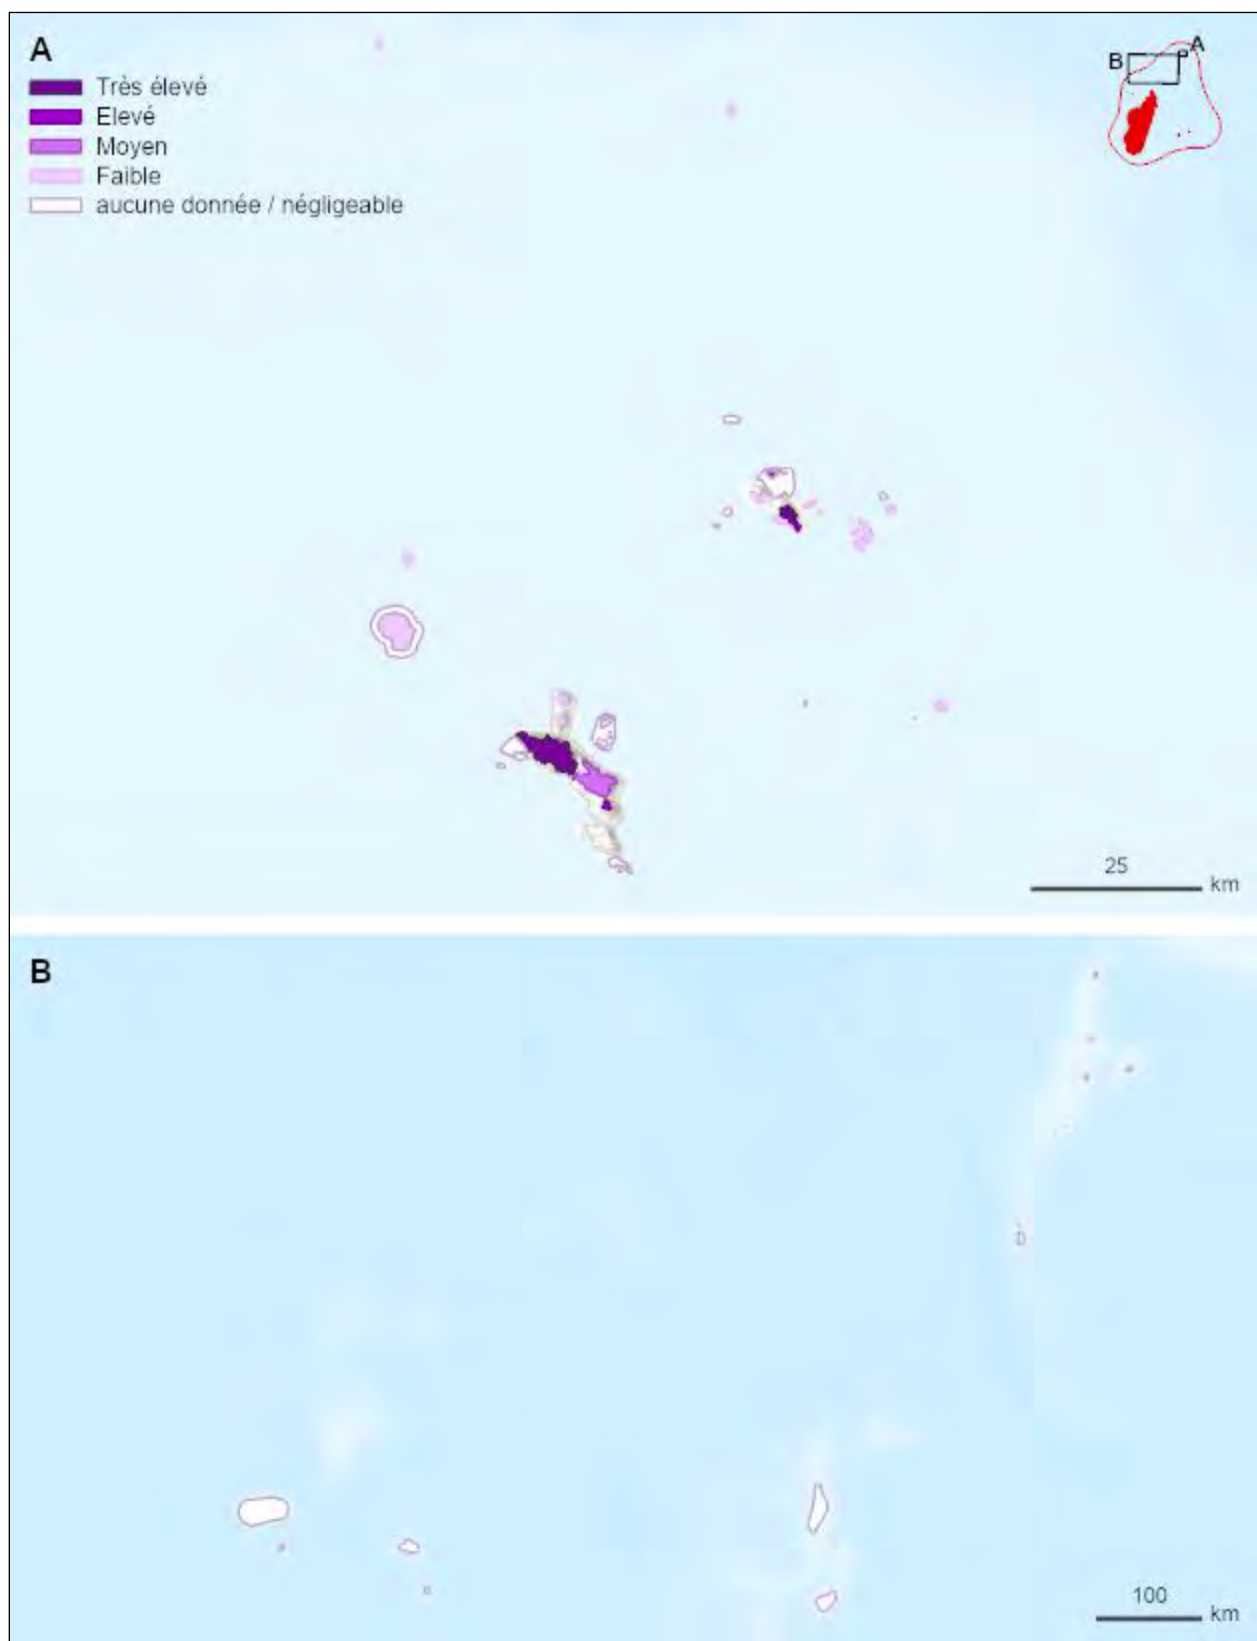 A
Très élevé
Elevé
Moyen
Faible
aucune donnée / négligeable
A
B
25
km
B
100
km